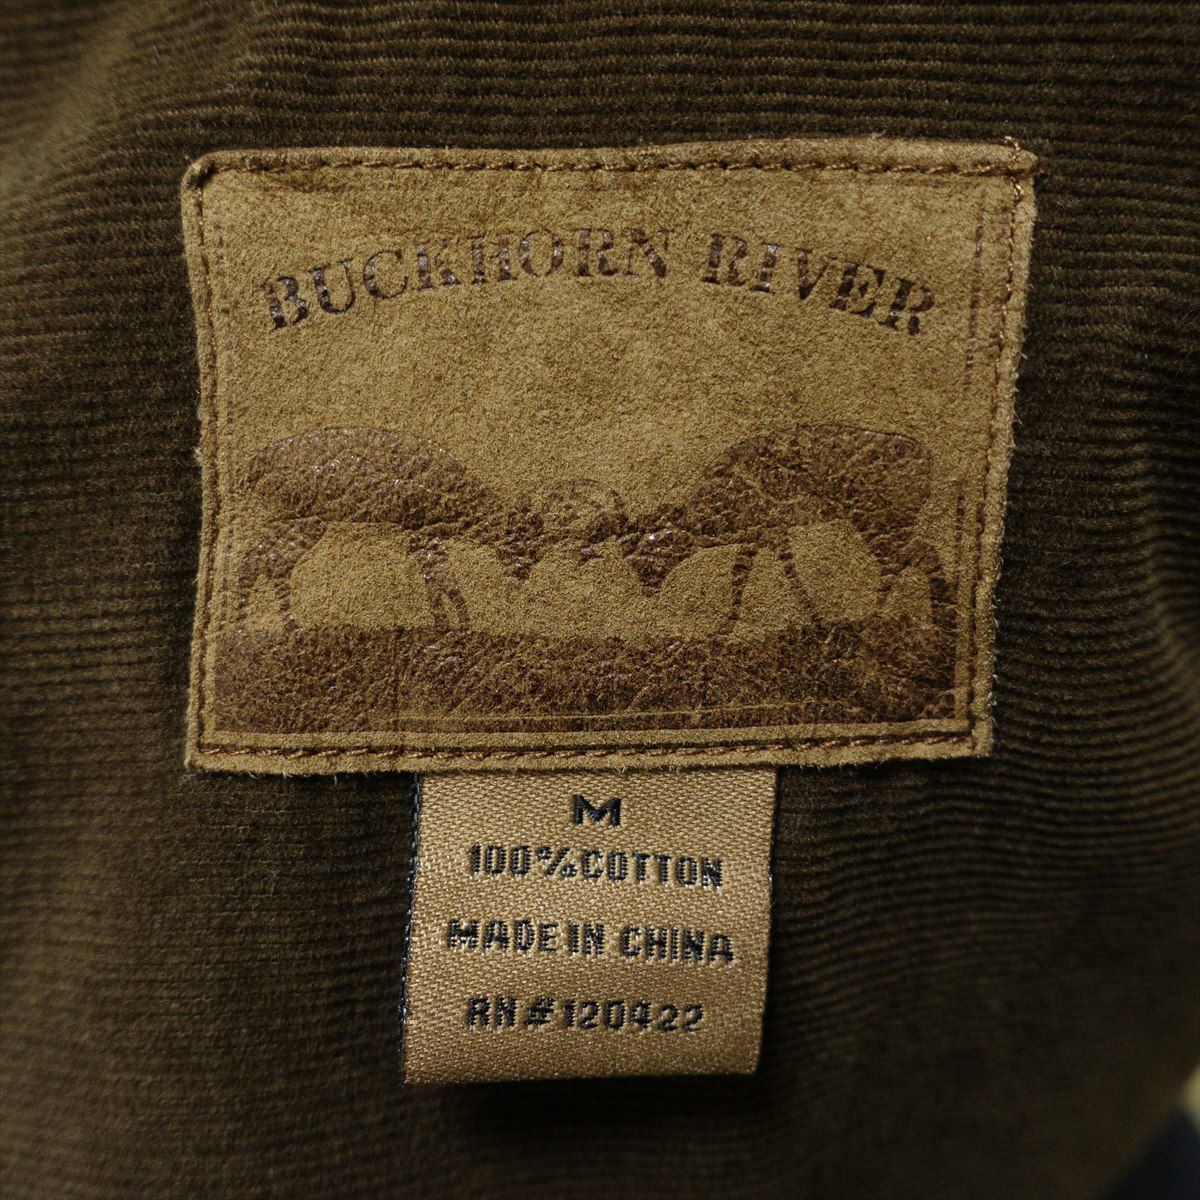 BUCKHORN RIVER
M
100%COTTON
MADE IN CHINA
RN#120422